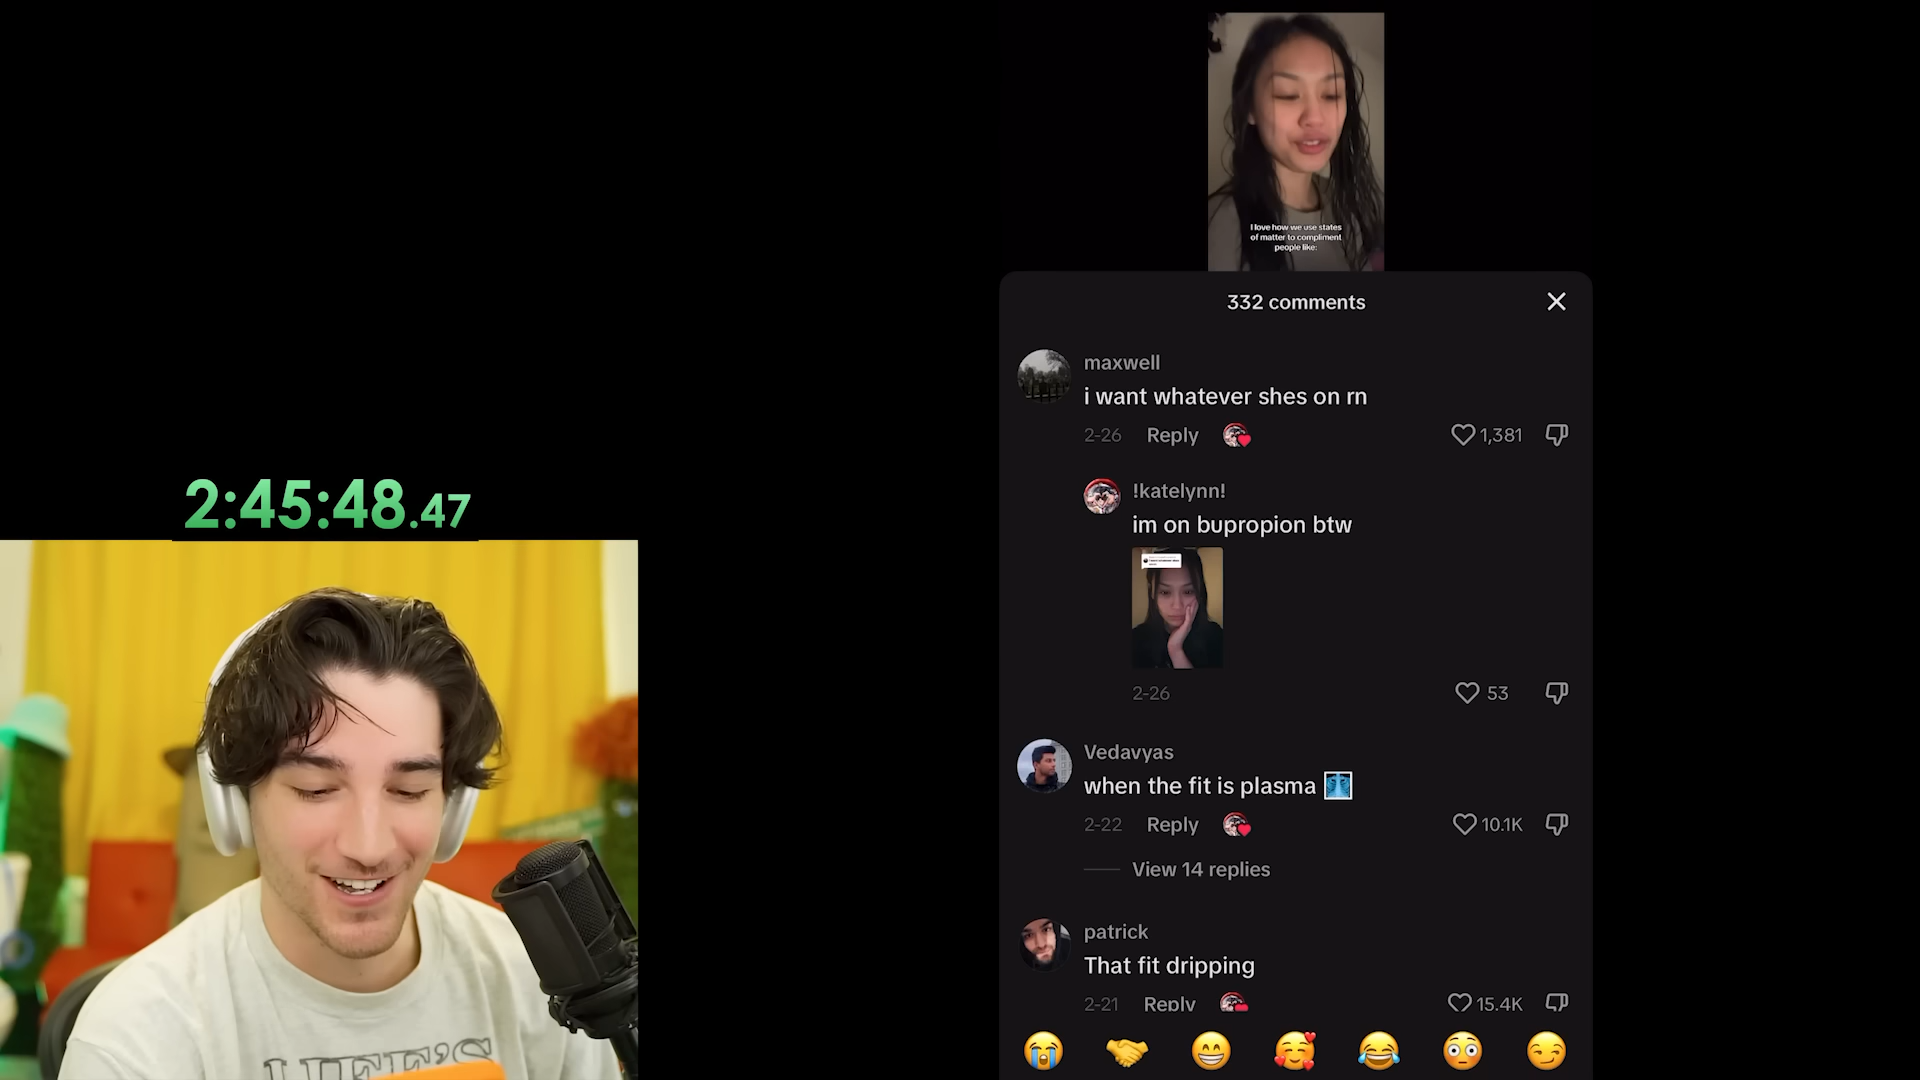 I love how we use states
of matter to compliment
people like:
332 comments
maxwell
i want whatever shes on rn
2-26 Reply 1,381
!katelynn!
im on bupropion btw
2-26 53
Vedavyas
when the fit is plasma
2-22 Reply 10.1K
View 14 replies
patrick
That fit dripping
2-21 Reply 15.4K
2:45:48.47
LIFE'S